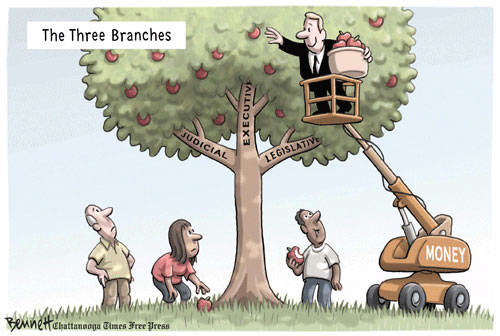 The Three Branches
JUDICIAL
EXECUTIVE
LEGISLATIVE
MONEY
Bennett Chattanooga Times Free Press